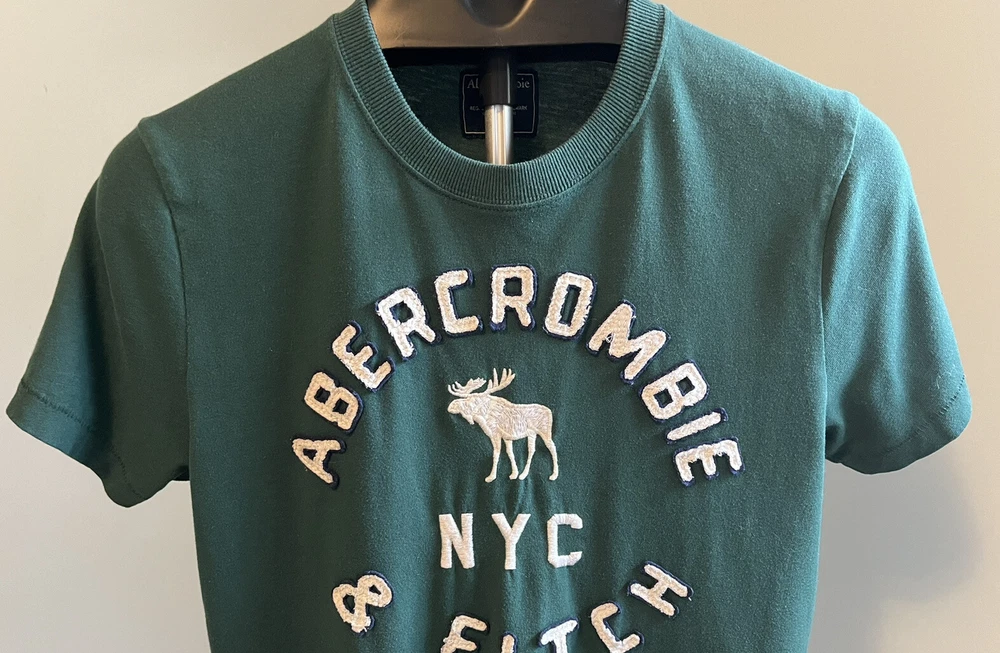 ABERCROMBIE
NYC
& FITCH